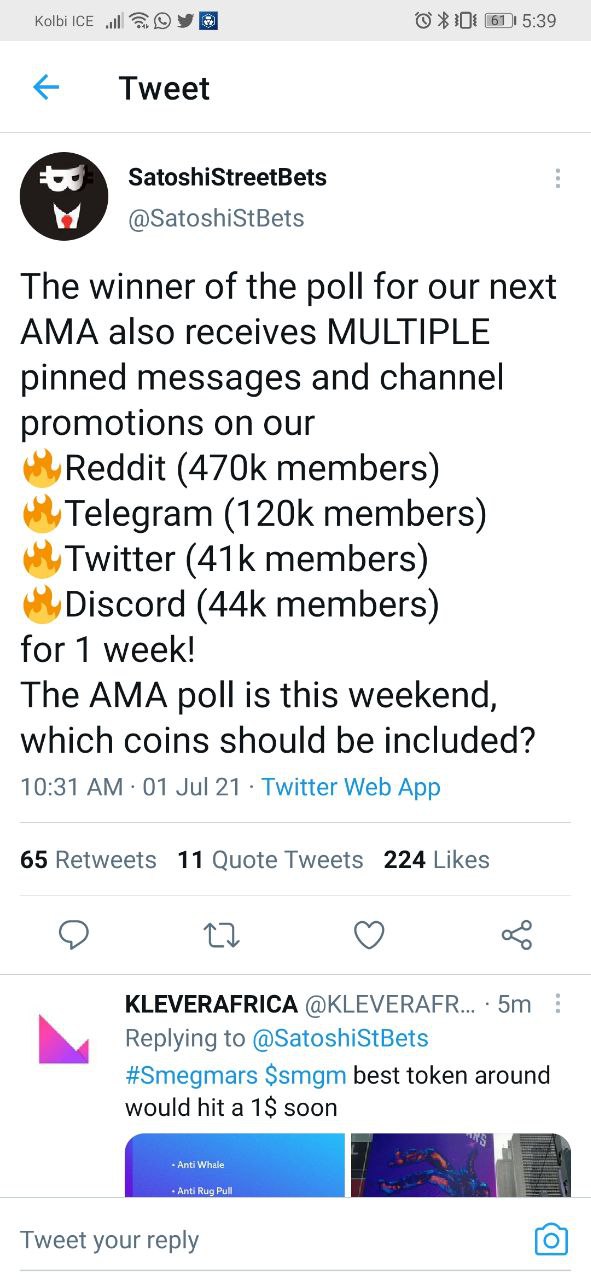 Kolbi ICE 61 5:39
Tweet
SatoshiStreetBets
@SatoshiStBets
The winner of the poll for our next
AMA also receives MULTIPLE
pinned messages and channel
promotions on our
🔥Reddit (470k members)
🔥Telegram (120k members)
🔥Twitter (41k members)
🔥Discord (44k members)
for 1 week!
The AMA poll is this weekend,
which coins should be included?
10:31 AM · 01 Jul 21 · Twitter Web App
65 Retweets 11 Quote Tweets 224 Likes
KLEVERAFRICA @KLEVERAFR... · 5m
Replying to @SatoshiStBets
#Smegmars $smgm best token around
would hit a 1$ soon
- Anti Whale
- Anti Rug Pull
Tweet your reply